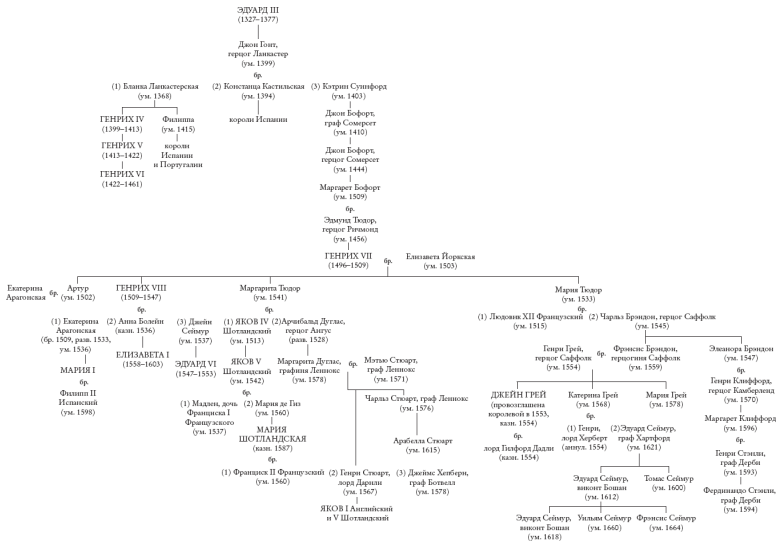 ЭДУАРД III
(1327–1377)
Джон Гонт,
герцог Ланкастер
(ум. 1399)
бр.
(1) Бланка Ланкастерская
(ум. 1368)
(2) Констанца Кастильская
(ум. 1394)
(3) Кэтрин Суинфорд
(ум. 1403)
ГЕНРИХ IV
(1399–1413)
Филиппа
(ум. 1415)
короли Испании
Джон Бофорт,
граф Сомерсет
(ум. 1410)
ГЕНРИХ V
(1413–1422)
короли
Испании
и Португалии
Джон Бофорт,
герцог Сомерсет
(ум. 1444)
ГЕНРИХ VI
(1422–1461)
Маргарет Бофорт
(ум. 1509)
бр.
Эдмунд Тюдор,
герцог Ричмонд
(ум. 1456)
ГЕНРИХ VII
(1496–1509)
бр.
Елизавета Йоркская
(ум. 1503)
Екатерина
Арагонская
бр.
Артур
(ум. 1502)
ГЕНРИХ VIII
(1509–1547)
бр.
Маргарита Тюдор
(ум. 1541)
бр.
Мария Тюдор
(ум. 1533)
бр.
(1) Екатерина
Арагонская
(бр. 1509, разв. 1533,
ум. 1536)
(2) Анна Болейн
(казн. 1536)
(3) Джейн
Сеймур
(ум. 1537)
(1) ЯКОВ IV
Шотландский
(ум. 1513)
(2) Арчибальд Дуглас,
герцог Ангус
(разв. 1528)
(1) Людовик XII Французский
(ум. 1515)
(2) Чарльз Брэндон, герцог Саффолк
(ум. 1545)
МАРИЯ I
бр.
Филипп II
Испанский
(ум. 1598)
ЕЛИЗАВЕТА I
(1558–1603)
ЭДУАРД VI
(1547–1553)
ЯКОВ V
Шотландский
(ум. 1542)
бр.
Маргарита Дуглас,
графиня Леннокс
(ум. 1578)
бр.
Мэтью Стюарт,
граф Леннокс
(ум. 1571)
Генри Грей,
герцог Саффолк
(ум. 1554)
бр.
Фрэнсис Брэндон,
герцогиня Саффолк
(ум. 1559)
Элеанора Брэндон
(ум. 1547)
бр.
Генри Клиффорд,
герцог Камберленд
(ум. 1570)
(1) Мадлен, дочь
Франциска I
Французского
(ум. 1537)
(2) Мария де Гиз
(ум. 1560)
Чарльз Стюарт, граф Леннокс
(ум. 1576)
ДЖЕЙН ГРЕЙ
(провозглашена
королевой в 1553,
казн. 1554)
бр.
лорд Гилфорд Дадли
(казн. 1554)
Катерина Грей
(ум. 1568)
бр.
Мария Грей
(ум. 1578)
Маргарет Клиффорд
(ум. 1596)
бр.
МАРИЯ
ШОТЛАНДСКАЯ
(казн. 1587)
бр.
Арабелла Стюарт
(ум. 1615)
(1) Генри,
лорд Херберт
(аннул. 1554)
(2) Эдуард Сеймур,
граф Хартфорд
(ум. 1621)
Генри Стэнли,
граф Дерби
(ум. 1593)
(1) Франциск II Французский
(ум. 1560)
(2) Генри Стюарт,
лорд Дарнли
(ум. 1567)
(3) Джеймс Хепберн,
граф Ботвелл
(ум. 1578)
Эдуард Сеймур,
виконт Бошан
(ум. 1612)
Томас Сеймур
(ум. 1600)
Фердинандо Стэнли,
граф Дерби
(ум. 1594)
ЯКОВ I Английский
и V Шотландский
Эдуард Сеймур,
виконт Бошан
(ум. 1618)
Уильям Сеймур
(ум. 1660)
Фрэнсис Сеймур
(ум. 1664)